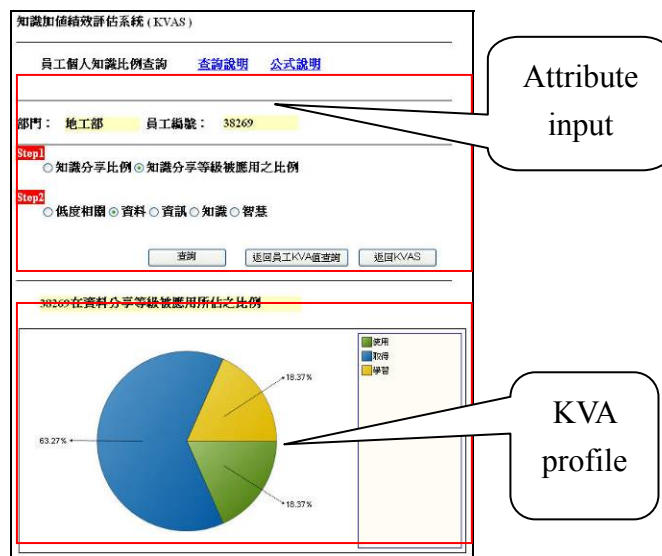 知識加值績效評估系統 ( KVAS )
員工個人知識比例查詢 查詢說明 公式說明
Attribute
input
部門： 地工部 員工編號： 38269
Step1
知識分享比例 知識分享等級被應用之比例
Step2
低度相關 資料 資訊 知識 智慧
查詢 返回員工KVA值查詢 返回KVAS
38269在資料分享等級被應用所佔之比例
使用
取得
學習
18.37%
63.27%
18.37%
KVA
profile